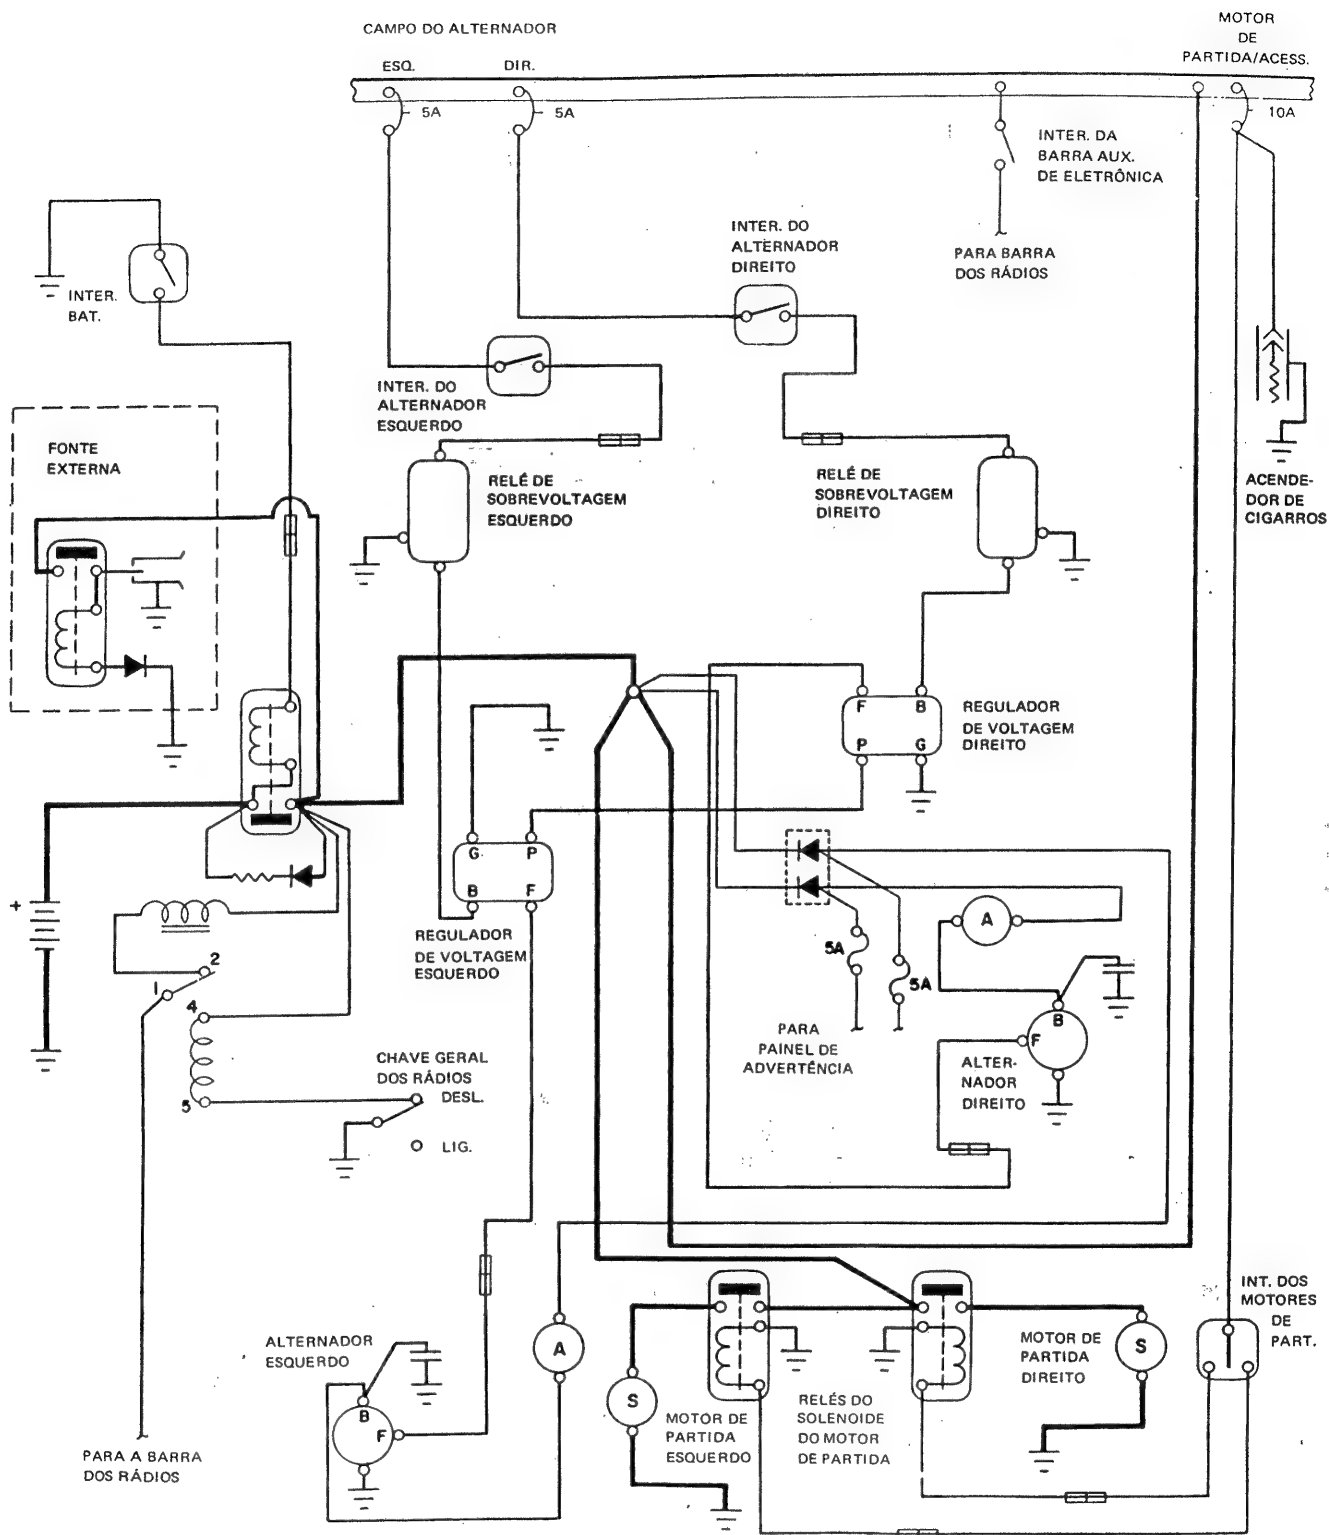 CAMPO DO ALTERNADOR
ESQ.
DIR.
5A
5A
MOTOR
DE
PARTIDA/ACESS.
10A
INTER. DA
BARRA AUX.
DE ELETRÔNICA
PARA BARRA
DOS RÁDIOS
INTER.
BAT.
INTER. DO
ALTERNADOR
DIREITO
INTER. DO
ALTERNADOR
ESQUERDO
FONTE
EXTERNA
RELÉ DE
SOBREVOLTAGEM
ESQUERDO
RELÉ DE
SOBREVOLTAGEM
DIREITO
ACENDE-
DOR DE
CIGARROS
F
B
P
G
REGULADOR
DE VOLTAGEM
DIREITO
G
P
B
F
REGULADOR
DE VOLTAGEM
ESQUERDO
+
2
1
4
5
5A
5A
A
PARA
PAINEL DE
ADVERTÊNCIA
B
F
ALTER-
NADOR
DIREITO
CHAVE GERAL
DOS RÁDIOS
DESL.
LIG.
PARA A BARRA
DOS RÁDIOS
ALTERNADOR
ESQUERDO
B
F
A
S
MOTOR DE
PARTIDA
ESQUERDO
RELÉS DO
SOLENOIDE
DO MOTOR
DE PARTIDA
MOTOR DE
PARTIDA
DIREITO
S
INT. DOS
MOTORES
DE
PART.